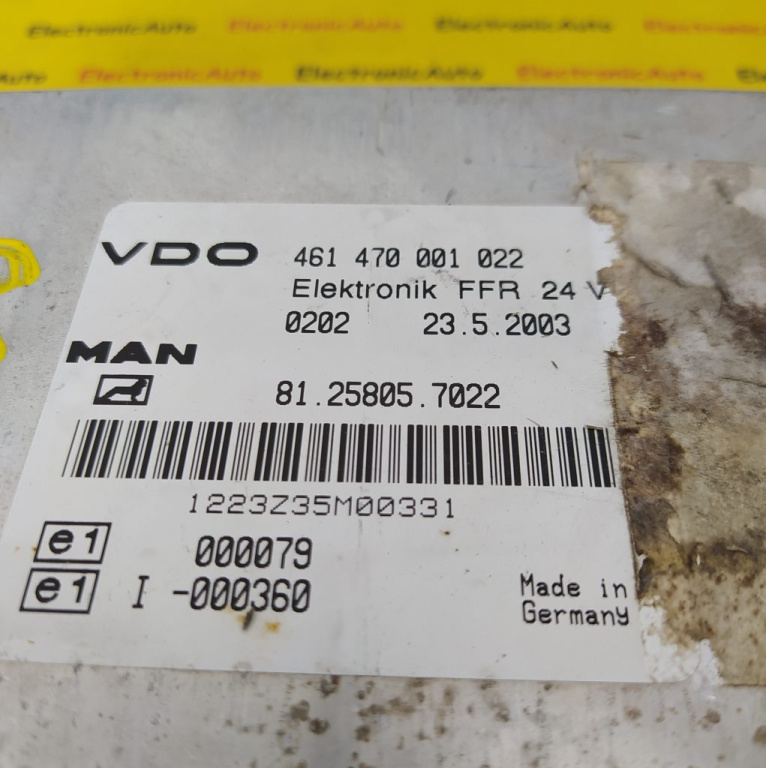 ElectronicAuto ElectronicAuto ElectronicAuto
ElectronicAuto ElectronicAuto ElectronicAuto
VDO 461 470 001 022
Elektronik FFR 24 V
0202 23.5.2003
MAN
81.25805.7022
1223Z35M00331
e1 000079
e1 I -000360
Made in
Germany